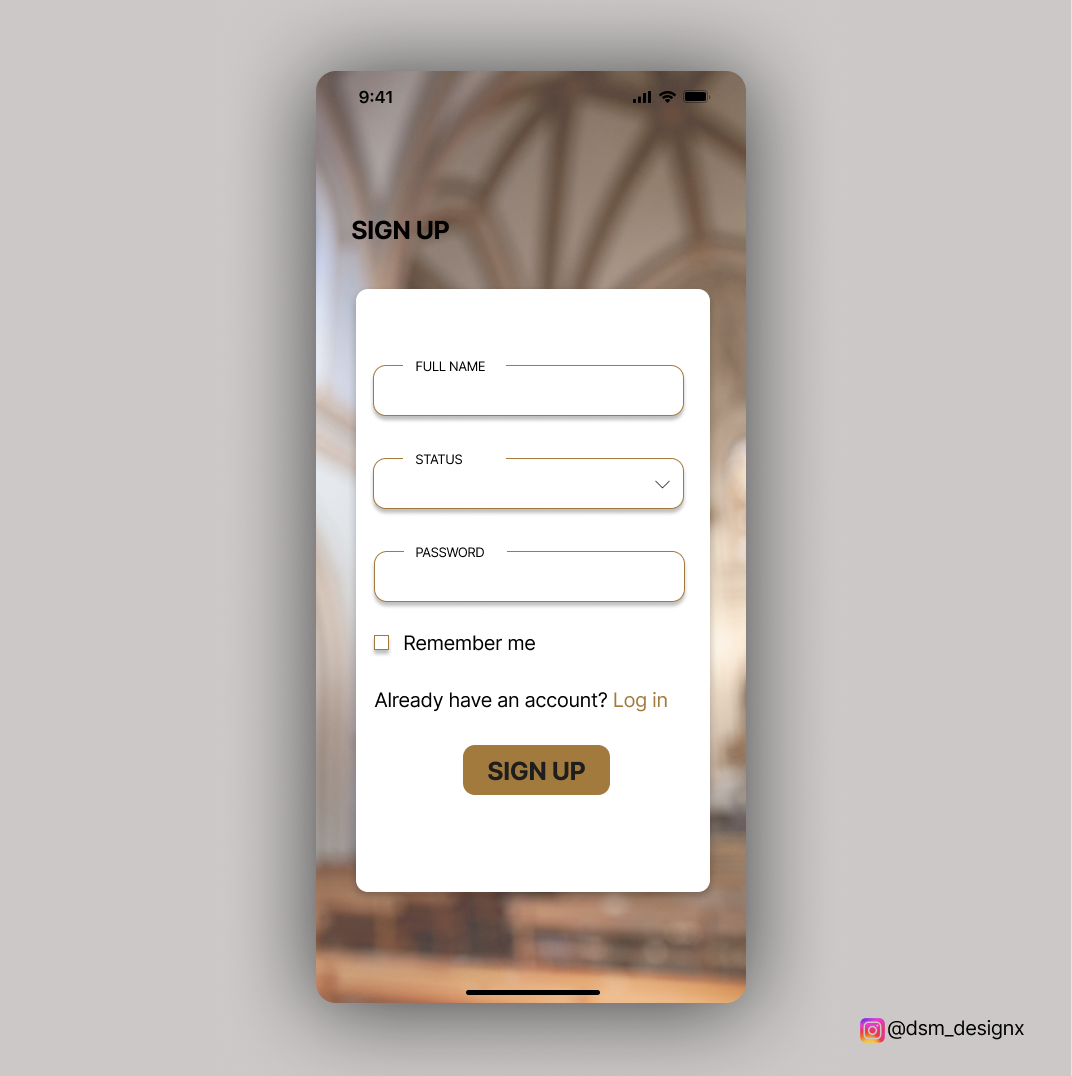 9:41
SIGN UP
FULL NAME
STATUS
PASSWORD
Remember me
Already have an account? Log in
SIGN UP
@dsm_designx